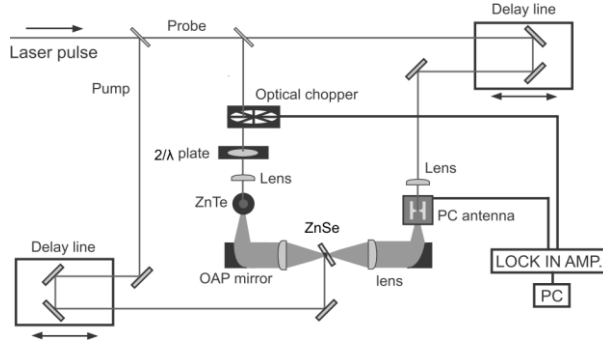 Laser pulse
Probe
Delay line
Pump
Optical chopper
2/λ plate
Lens
Lens
ZnTe
PC antenna
ZnSe
Delay line
OAP mirror
lens
LOCK IN AMP.
PC